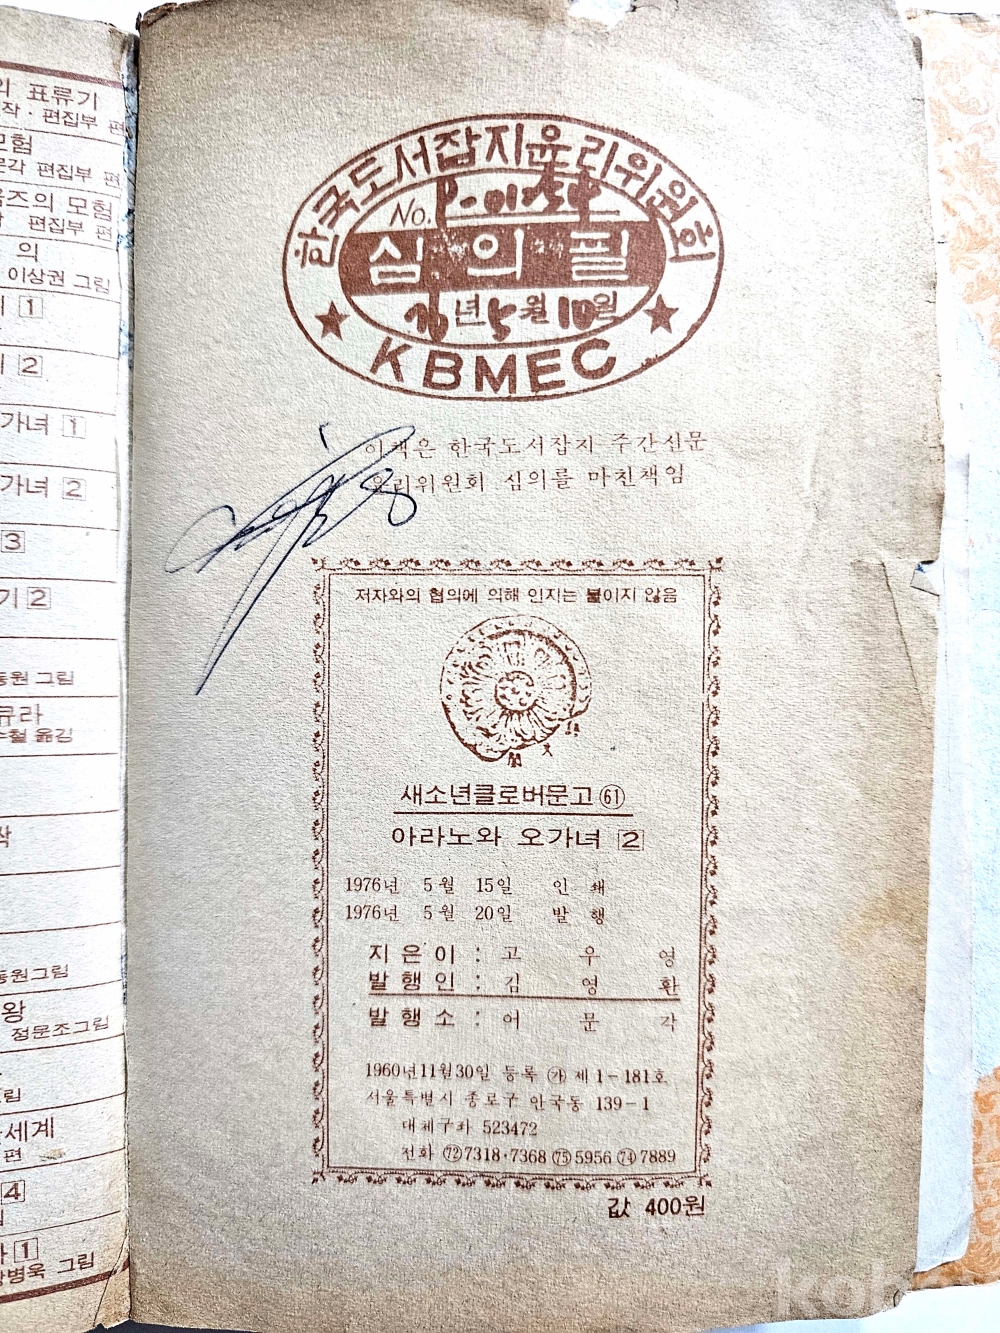 의 표류기
작·편집부 편
모험
문각 편집부 편
즈의 모험
편집부 편
의
이상권 그림
1
2
가녀 1
가녀 2
3
기 2
동원 그림
큐라
수철 옮김
작
동원그림
왕
정문조그림
림
세계
편
4
1
병욱 그림
한국도서잡지윤리위원회
No.
심의필
76년 5월 10일
KBMEC
이책은 한국도서잡지 주간신문
윤리위원회 심의를 마친책임
저자와의 협의에 의해 인지는 붙이지 않음
새소년클로버문고 61
아라노와 오가녀 2
1976년 5월 15일 인쇄
1976년 5월 20일 발행
지은이 : 고우영
발행인 : 김영환
발행소 : 어문각
1960년11월30일 등록 ㉮ 제1-181호
서울특별시 종로구 안국동 139-1
대체구좌 523472
전화 72 7318·7368 75 5956 74 7889
값 400원